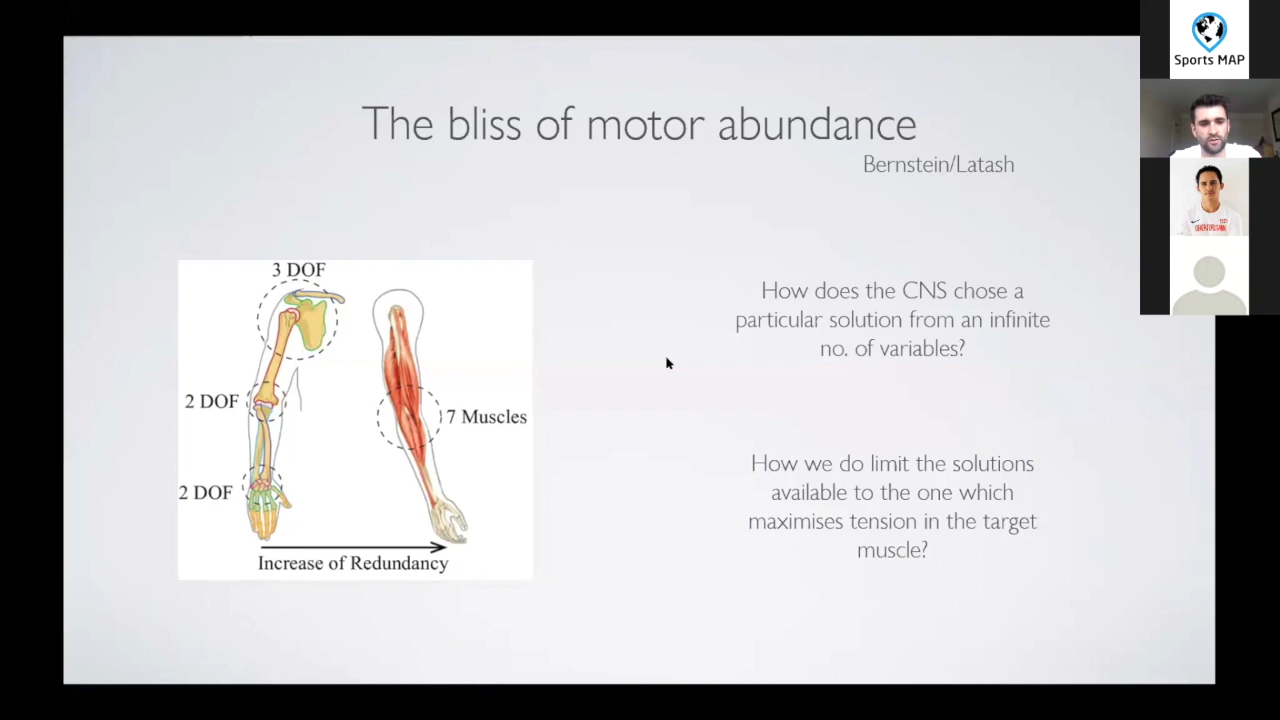 The bliss of motor abundance
Bernstein/Latash
3 DOF
2 DOF
2 DOF
7 Muscles
Increase of Redundancy
How does the CNS chose a
particular solution from an infinite
no. of variables?
How we do limit the solutions
available to the one which
maximises tension in the target
muscle?
Sports MAP